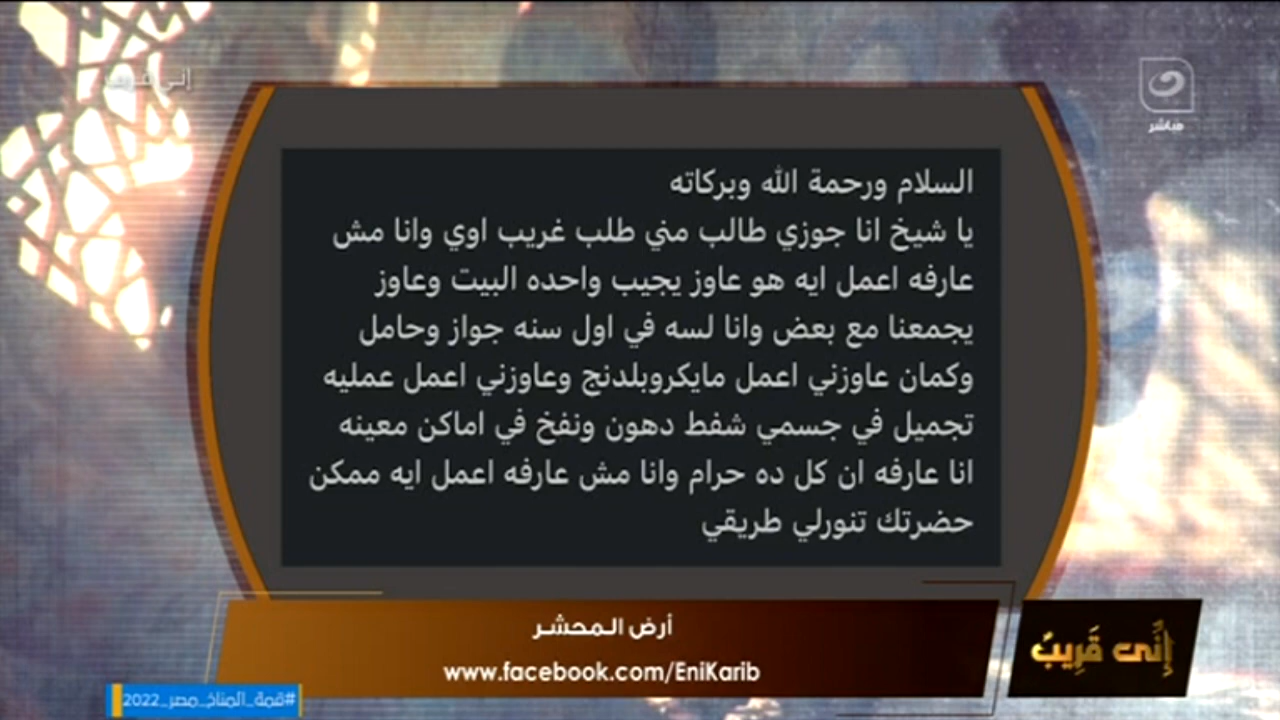 إني قريب
مباشر
السلام ورحمة الله وبركاته
يا شيخ انا جوزي طالب مني طلب غريب اوي وانا مش
عارفه اعمل ايه هو عاوز يجيب واحده البيت وعاوز
يجمعنا مع بعض وانا لسه في اول سنه جواز وحامل
وكمان عاوزني اعمل مايكروبلدنج وعاوزني اعمل عمليه
تجميل في جسمي شفط دهون ونفخ في اماكن معينه
انا عارفه ان كل ده حرام وانا مش عارفه اعمل ايه ممكن
حضرتك تنورلي طريقي
أرض المحشر
www.facebook.com/EniKarib
إِنِّى قَرِيبٌ
#قمة_المناخ_مصر_2022